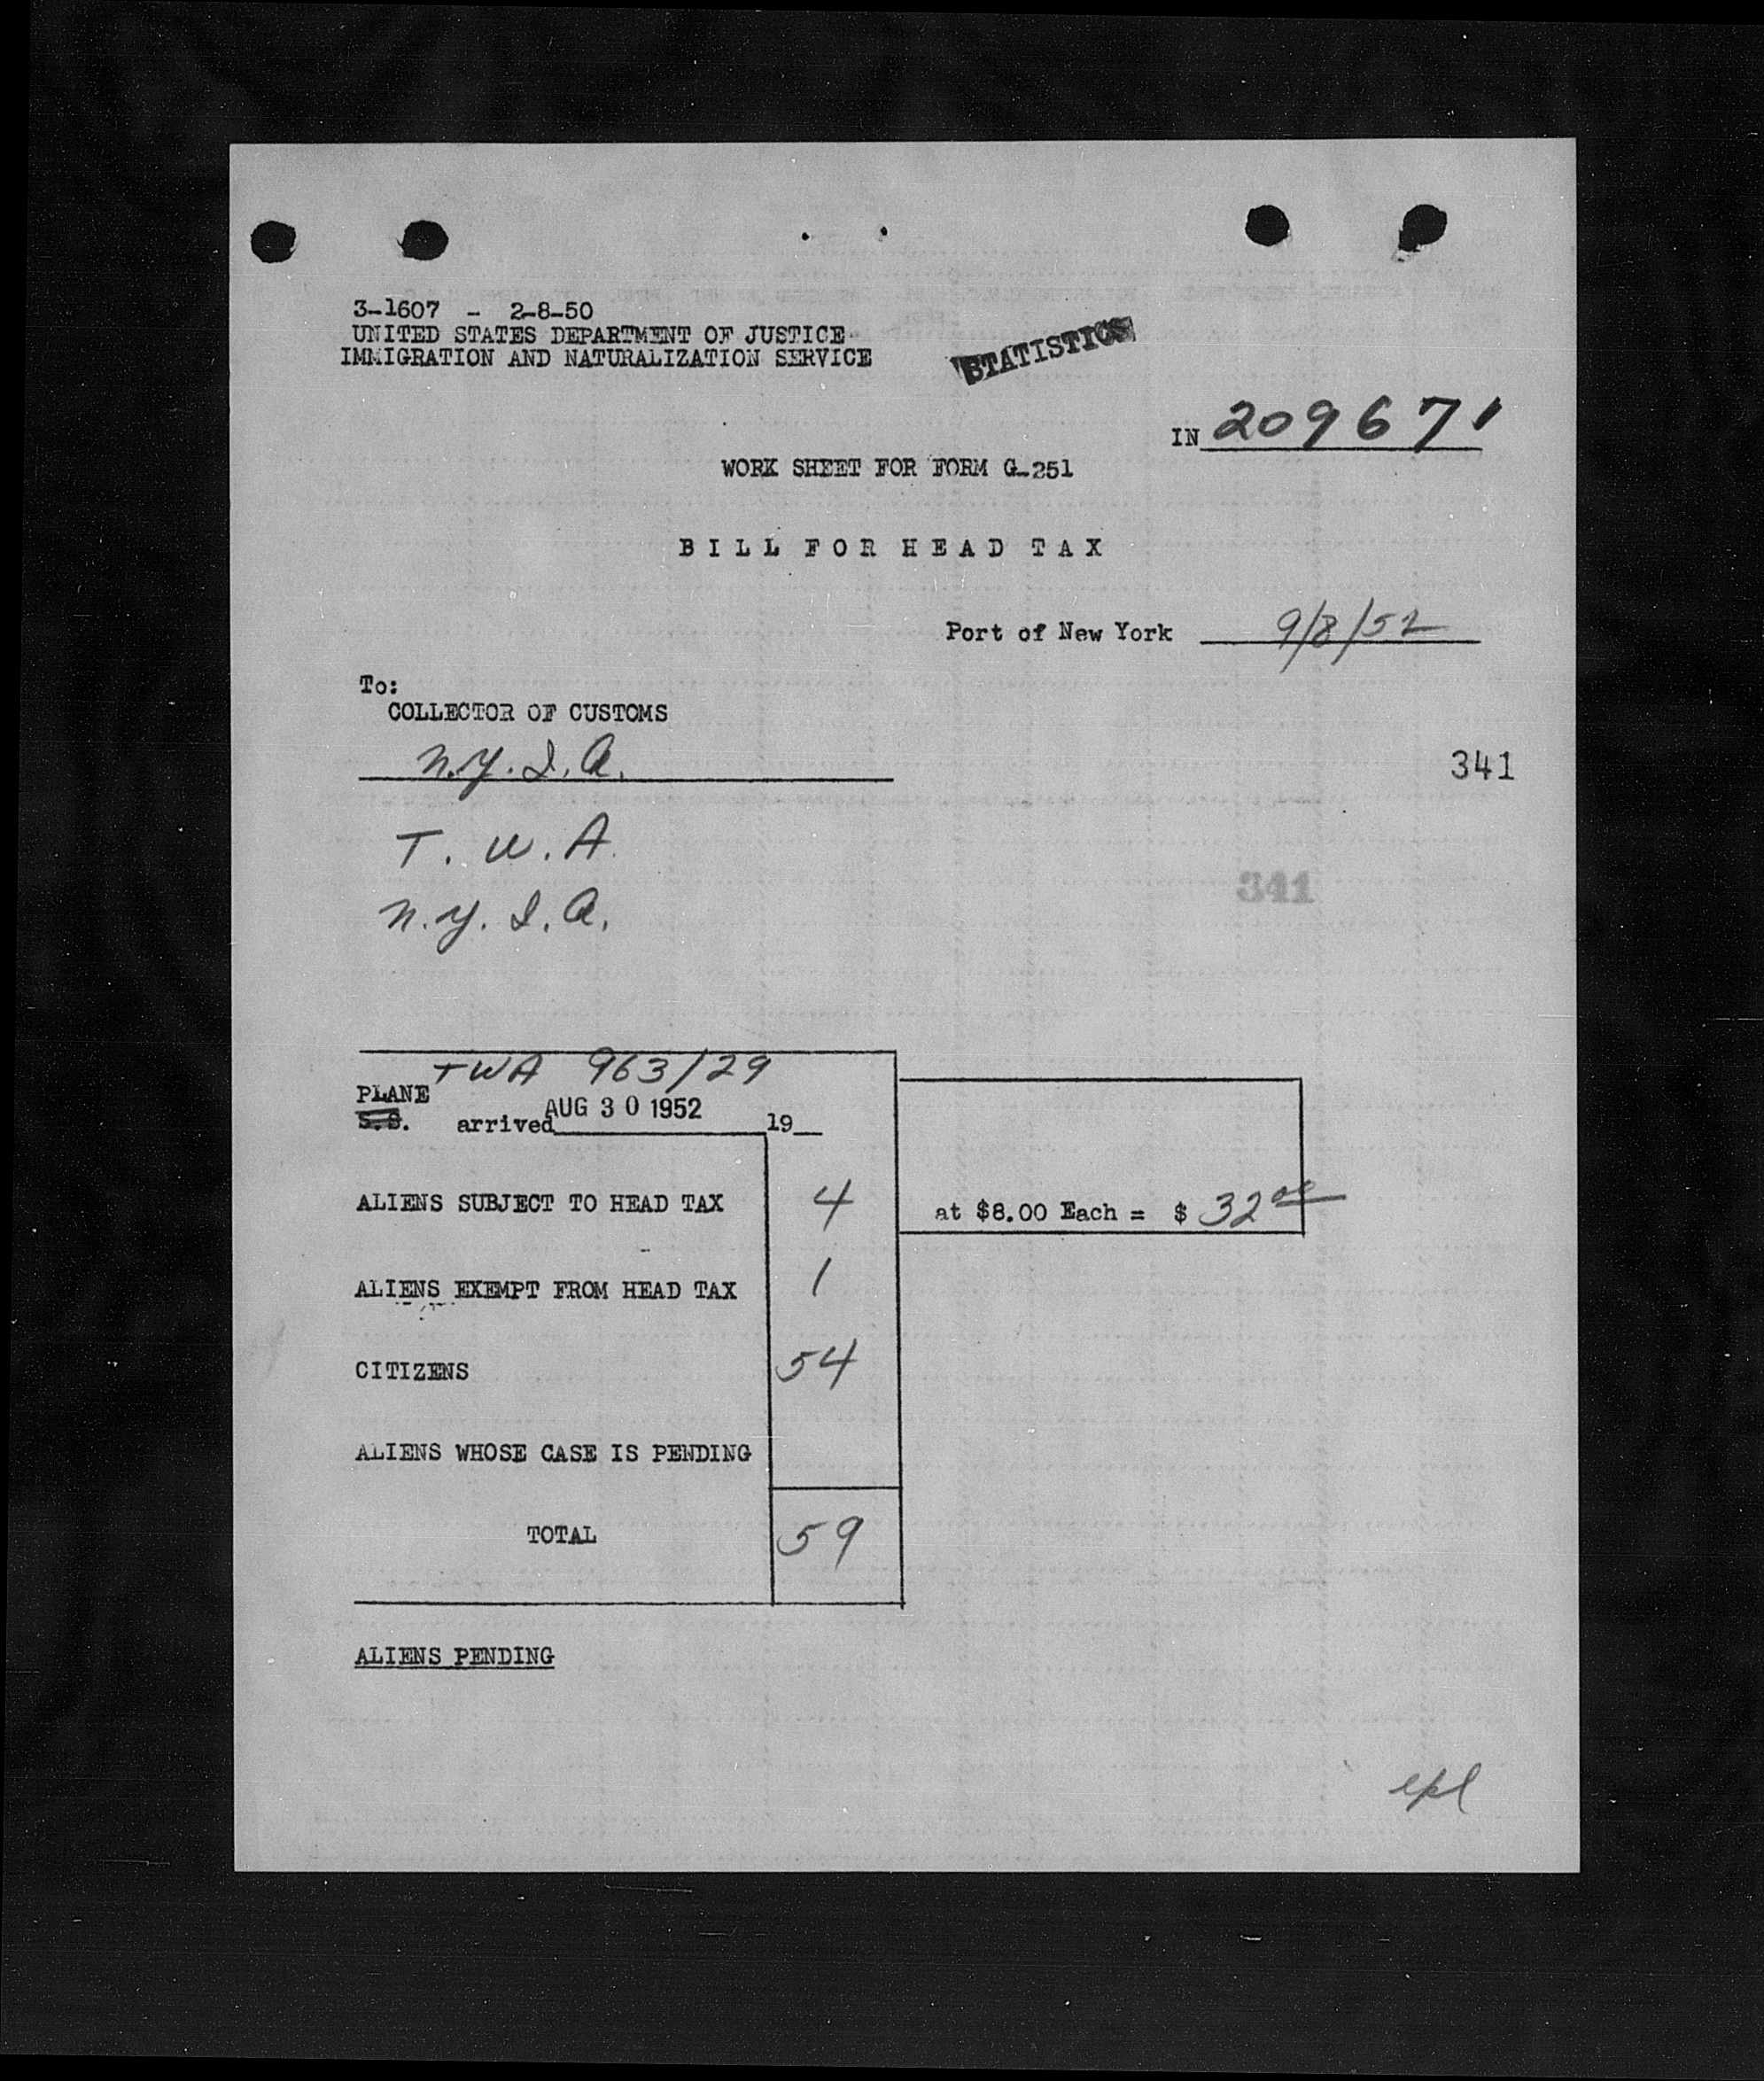 3-1607 - 2-8-50
UNITED STATES DEPARTMENT OF JUSTICE
IMMIGRATION AND NATURALIZATION SERVICE
STATISTICS
IN 209671
WORK SHEET FOR FORM G-251
BILL FOR HEAD TAX
Port of New York 9/8/52
To:
COLLECTOR OF CUSTOMS
N.Y.I.A.
341
T.W.A.
341
N.Y.I.A.
TWA 963/29
PLANE
S.S. arrived AUG 30 1952 19
ALIENS SUBJECT TO HEAD TAX 4 at $8.00 Each = $ 32 00
ALIENS EXEMPT FROM HEAD TAX 1
CITIZENS 54
ALIENS WHOSE CASE IS PENDING
TOTAL 59
ALIENS PENDING